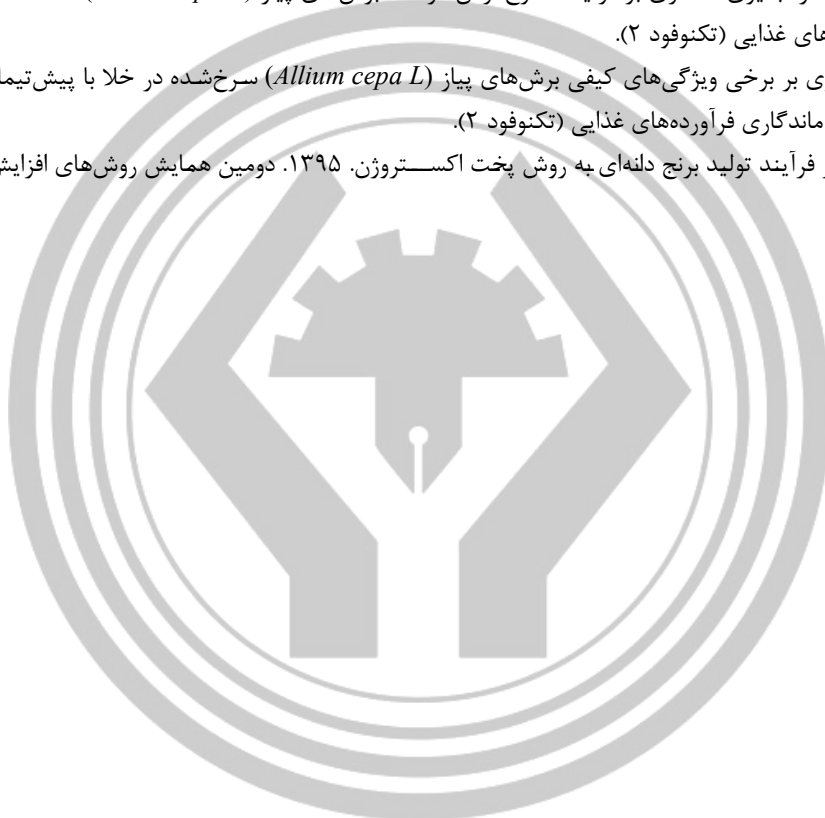 های غذایی (تکنوفود ۲).
ی بر برخی ویژگی‌های کیفی برش‌های پیاز (Allium cepa L) سرخ‌شده در خلا با پیش‌تیما
ماندگاری فرآورده‌های غذایی (تکنوفود ۲).
و فرآیند تولید برنج دانه‌ای به روش پخت اکستروژن. ۱۳۹۵. دومین همایش روش‌های افزایش